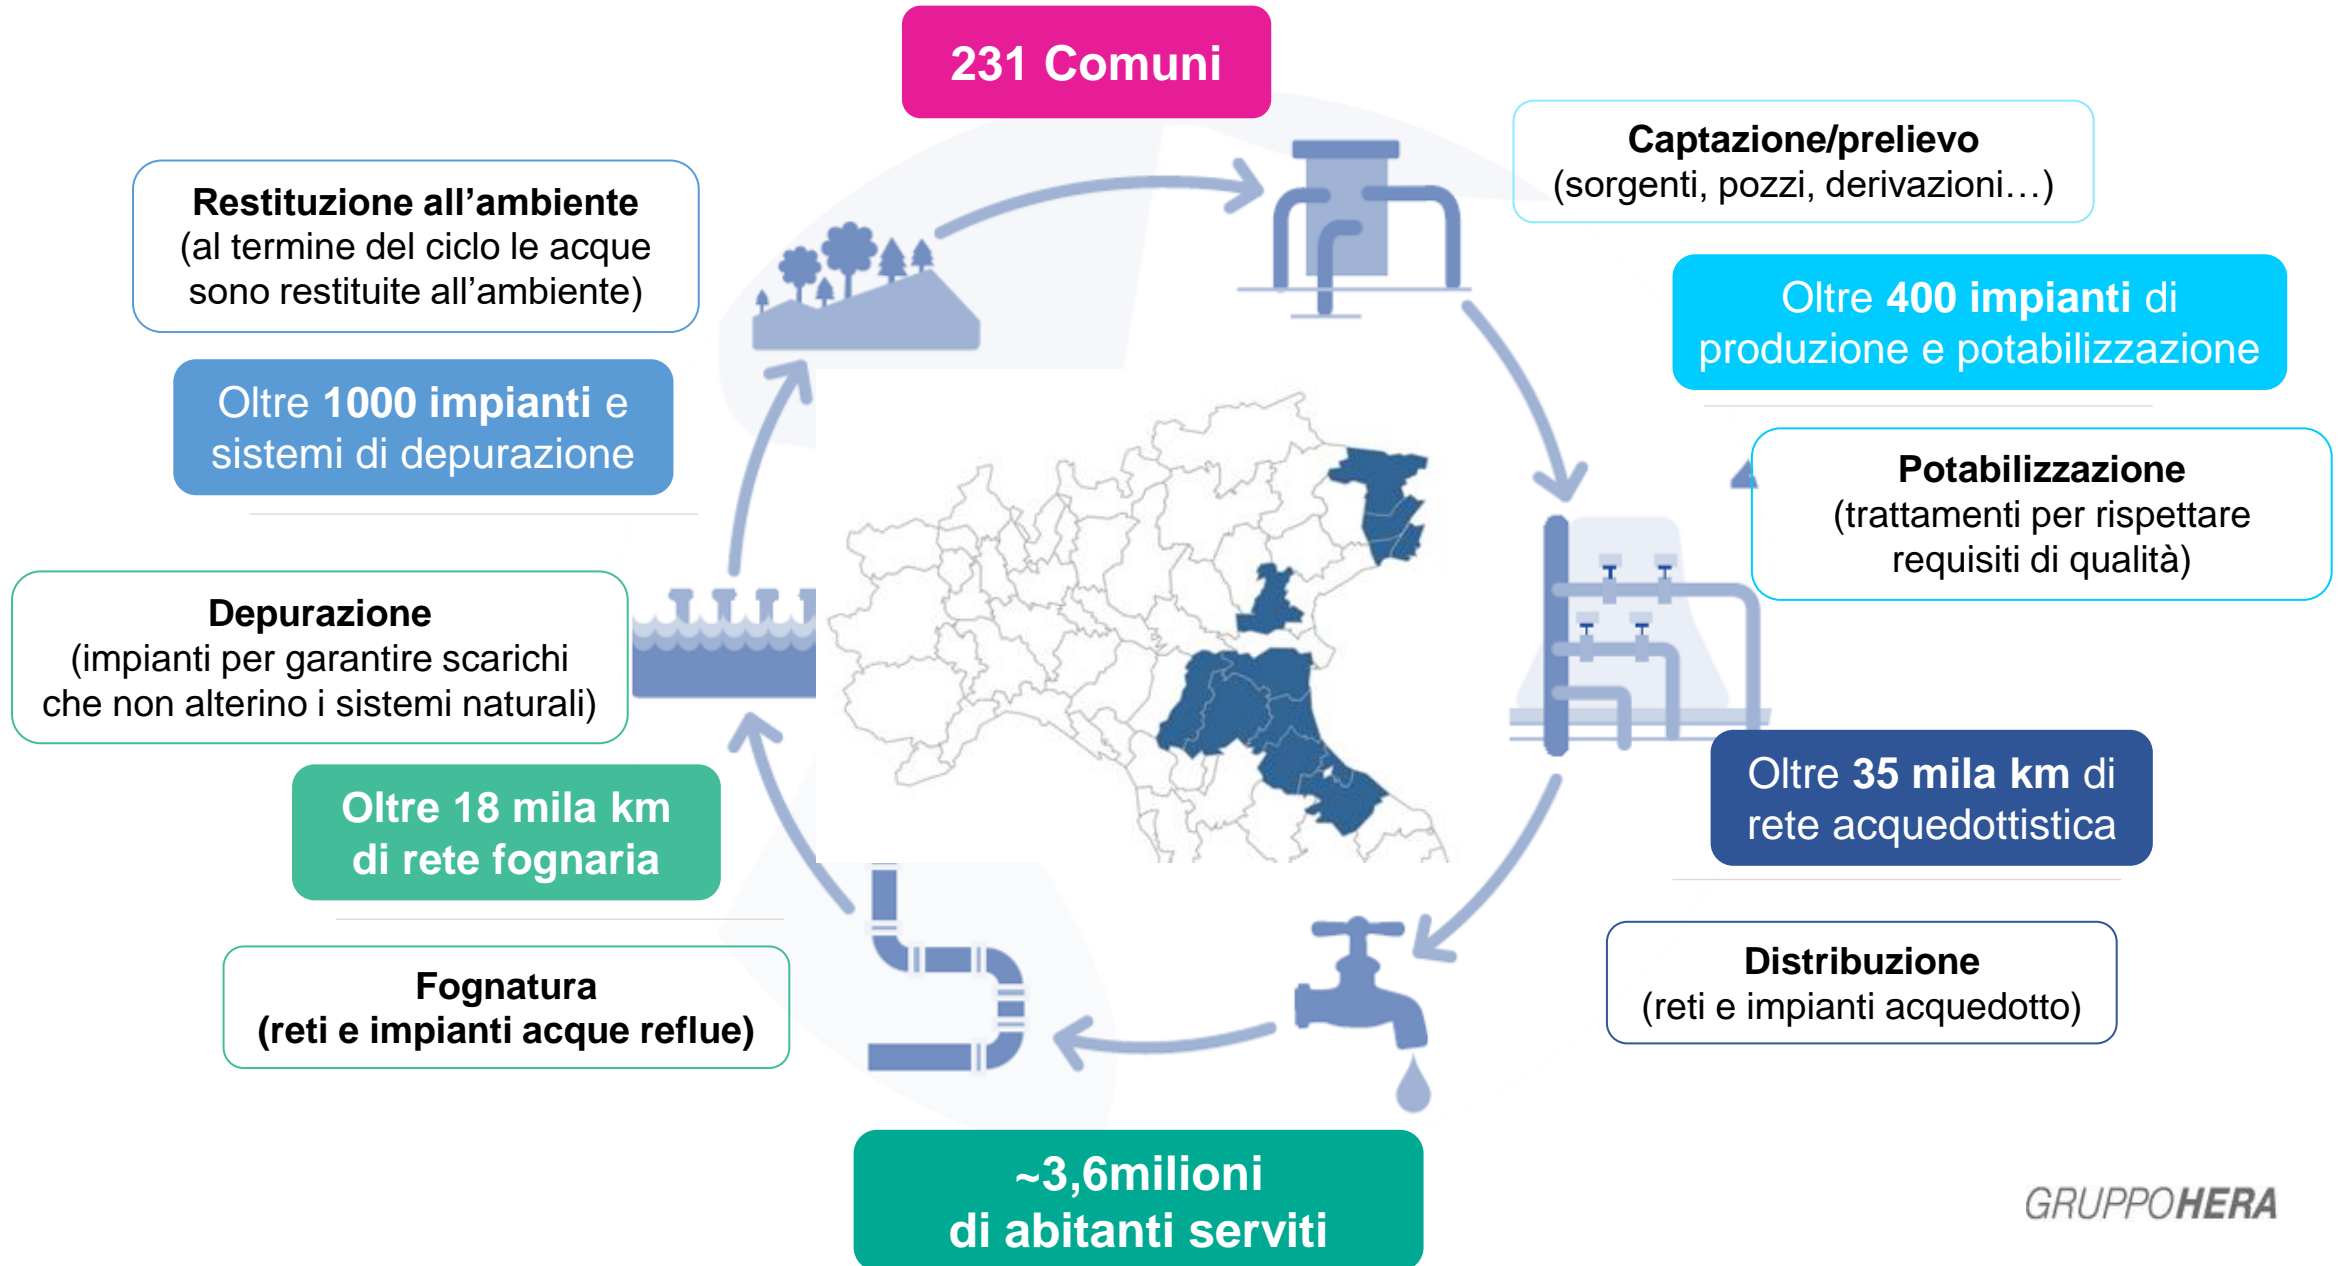 231 Comuni
Captazione/prelievo
(sorgenti, pozzi, derivazioni…)
Oltre 400 impianti di
produzione e potabilizzazione
Potabilizzazione
(trattamenti per rispettare
requisiti di qualità)
Oltre 35 mila km di
rete acquedottistica
Distribuzione
(reti e impianti acquedotto)
~3,6milioni
di abitanti serviti
Fognatura
(reti e impianti acque reflue)
Oltre 18 mila km
di rete fognaria
Depurazione
(impianti per garantire scarichi
che non alterino i sistemi naturali)
Oltre 1000 impianti e
sistemi di depurazione
Restituzione all’ambiente
(al termine del ciclo le acque
sono restituite all’ambiente)
GRUPPOHERA